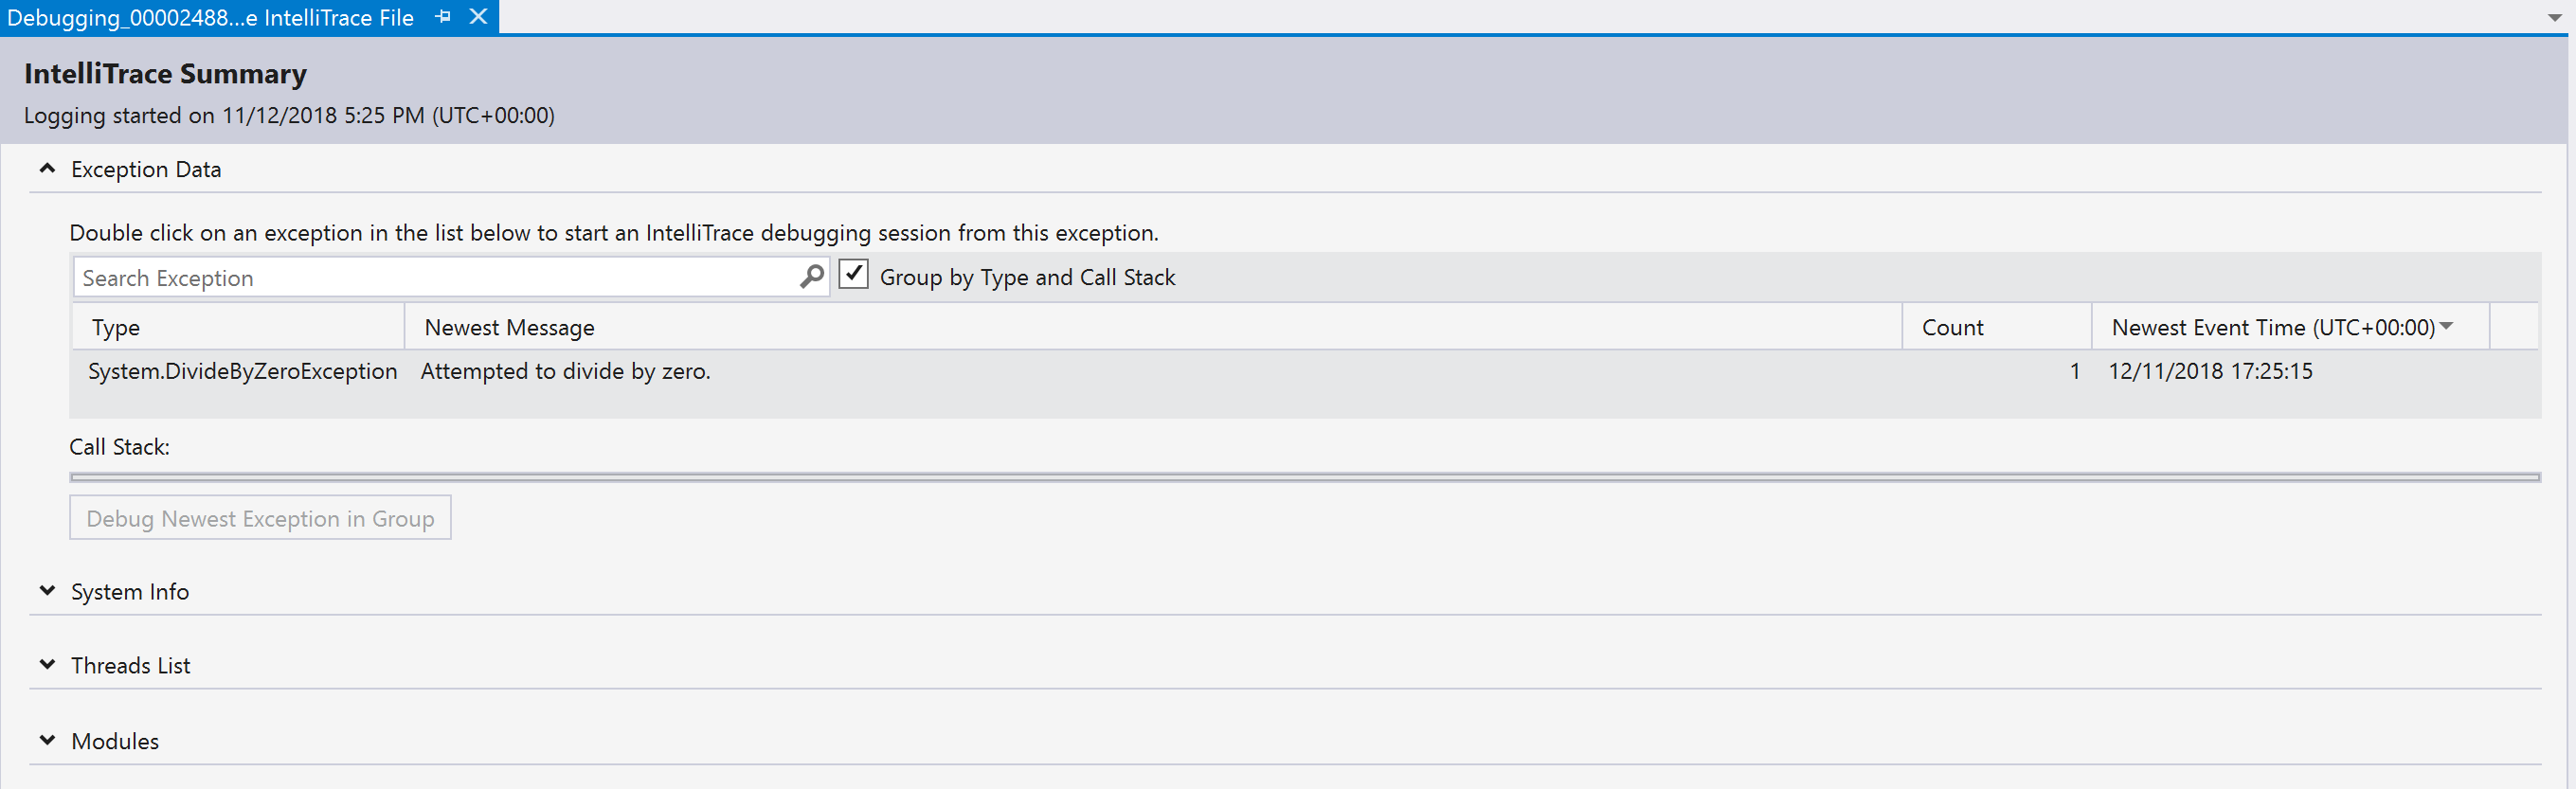 Debugging_00002488...e IntelliTrace File
IntelliTrace Summary
Logging started on 11/12/2018 5:25 PM (UTC+00:00)
Exception Data
Double click on an exception in the list below to start an IntelliTrace debugging session from this exception.
Search Exception Group by Type and Call Stack
Type Newest Message Count Newest Event Time (UTC+00:00)
System.DivideByZeroException Attempted to divide by zero. 1 12/11/2018 17:25:15
Call Stack:
Debug Newest Exception in Group
System Info
Threads List
Modules